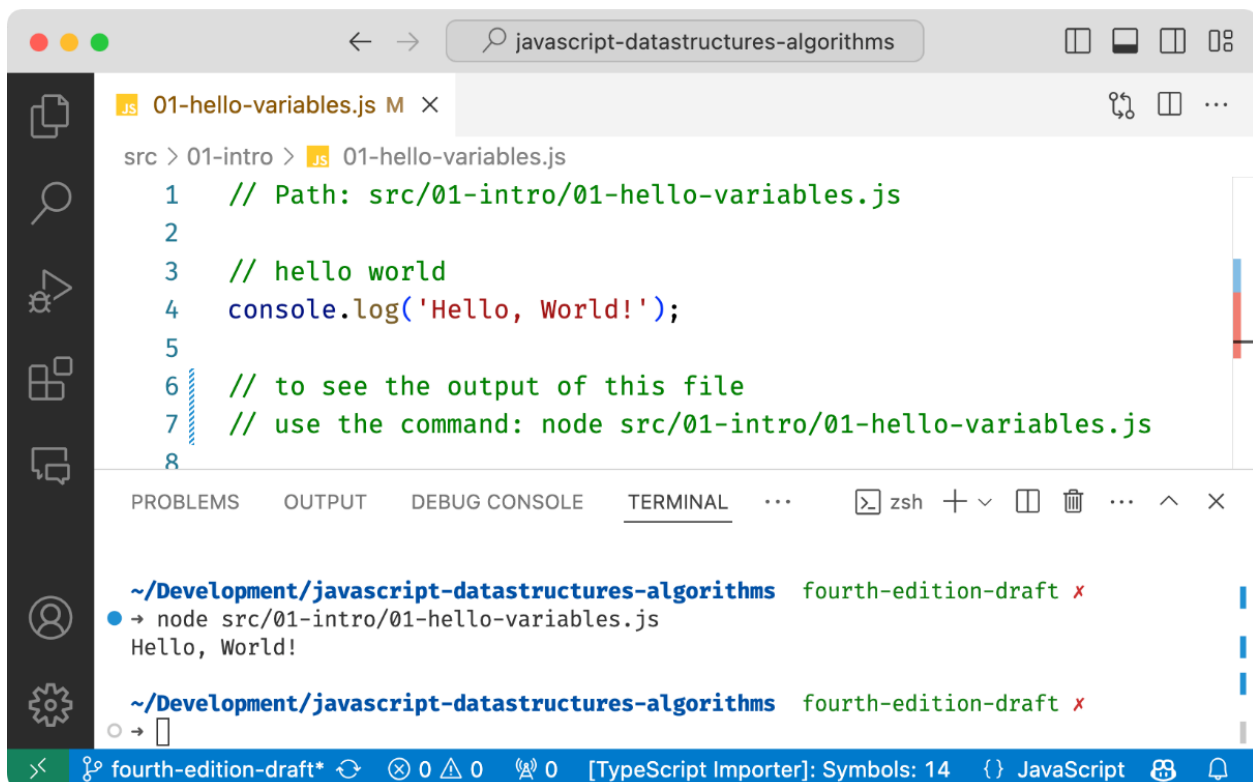 javascript-datastructures-algorithms
JS 01-hello-variables.js M
src > 01-intro > JS 01-hello-variables.js
1 // Path: src/01-intro/01-hello-variables.js
2
3 // hello world
4 console.log('Hello, World!');
5
6 // to see the output of this file
7 // use the command: node src/01-intro/01-hello-variables.js
8
PROBLEMS OUTPUT DEBUG CONSOLE TERMINAL ··· zsh
~/Development/javascript-datastructures-algorithms fourth-edition-draft ✗
→ node src/01-intro/01-hello-variables.js
Hello, World!
~/Development/javascript-datastructures-algorithms fourth-edition-draft ✗
→
fourth-edition-draft* 0 0 0 [TypeScript Importer]: Symbols: 14 {} JavaScript